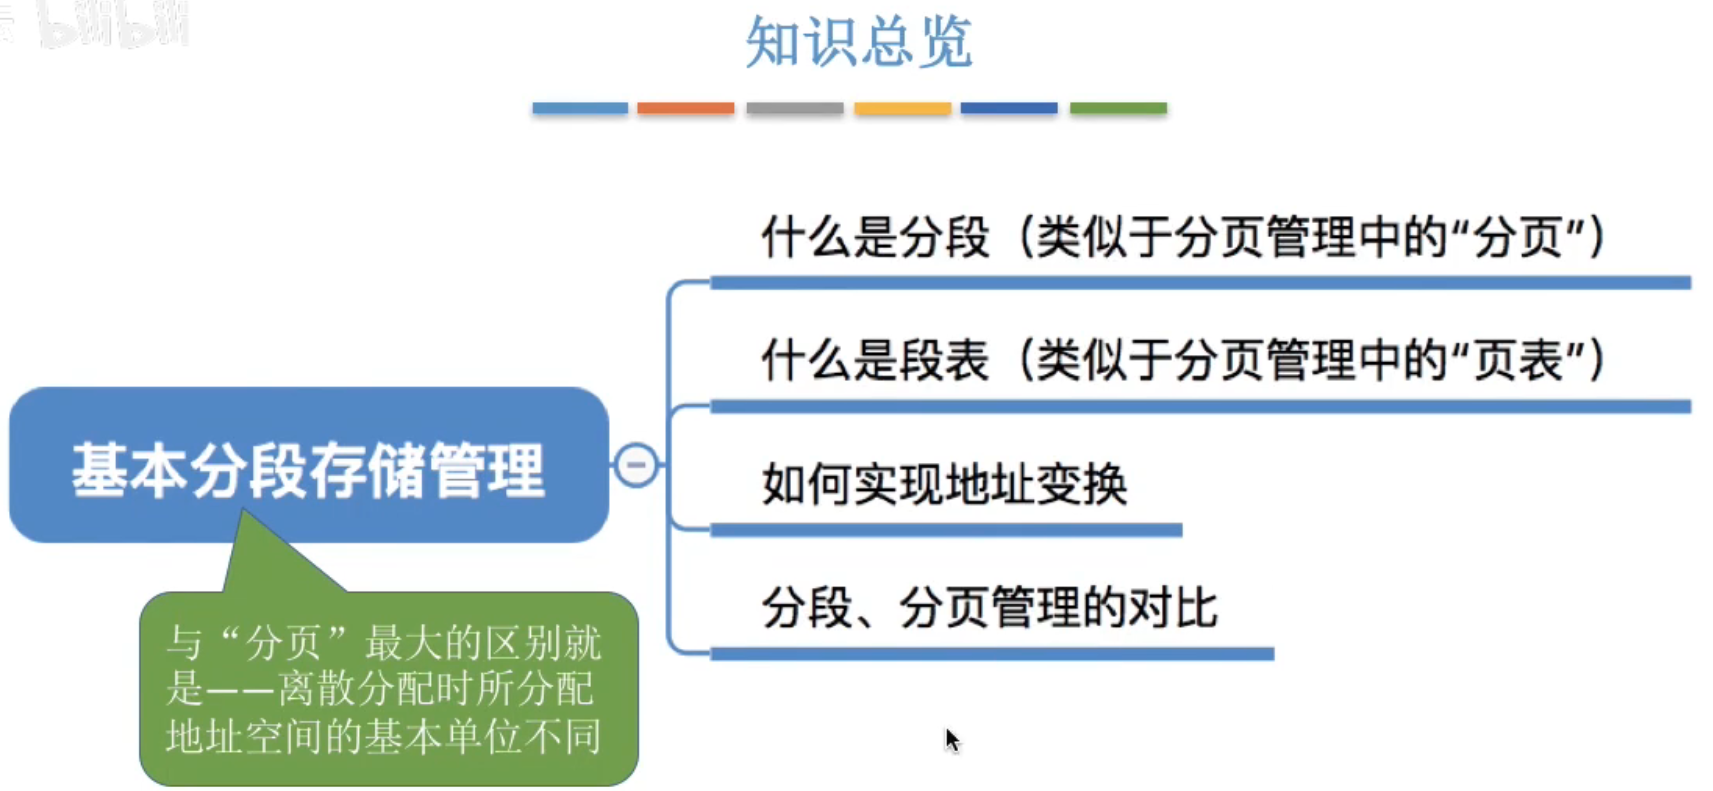 bilibili
知识总览
什么是分段（类似于分页管理中的“分页”）
什么是段表（类似于分页管理中的“页表”）
基本分段存储管理
如何实现地址变换
分段、分页管理的对比
与“分页”最大的区别就
是——离散分配时所分配
地址空间的基本单位不同